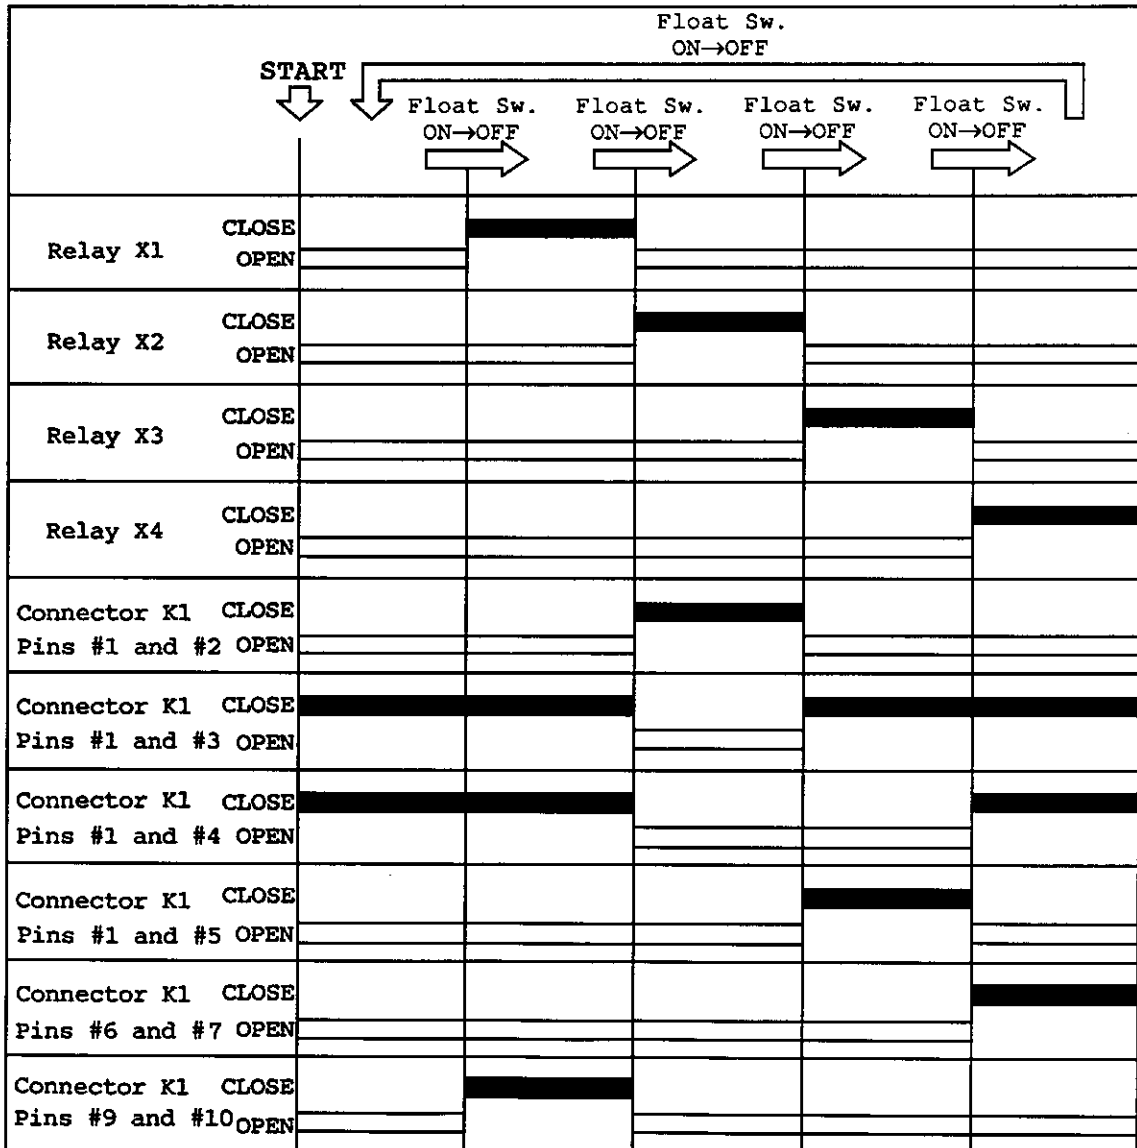 Float Sw.
ON→OFF
START
Float Sw. Float Sw. Float Sw. Float Sw.
ON→OFF ON→OFF ON→OFF ON→OFF
CLOSE
Relay X1
OPEN
CLOSE
Relay X2
OPEN
CLOSE
Relay X3
OPEN
CLOSE
Relay X4
OPEN
Connector K1 CLOSE
Pins #1 and #2 OPEN
Connector K1 CLOSE
Pins #1 and #3 OPEN
Connector K1 CLOSE
Pins #1 and #4 OPEN
Connector K1 CLOSE
Pins #1 and #5 OPEN
Connector K1 CLOSE
Pins #6 and #7 OPEN
Connector K1 CLOSE
Pins #9 and #10 OPEN